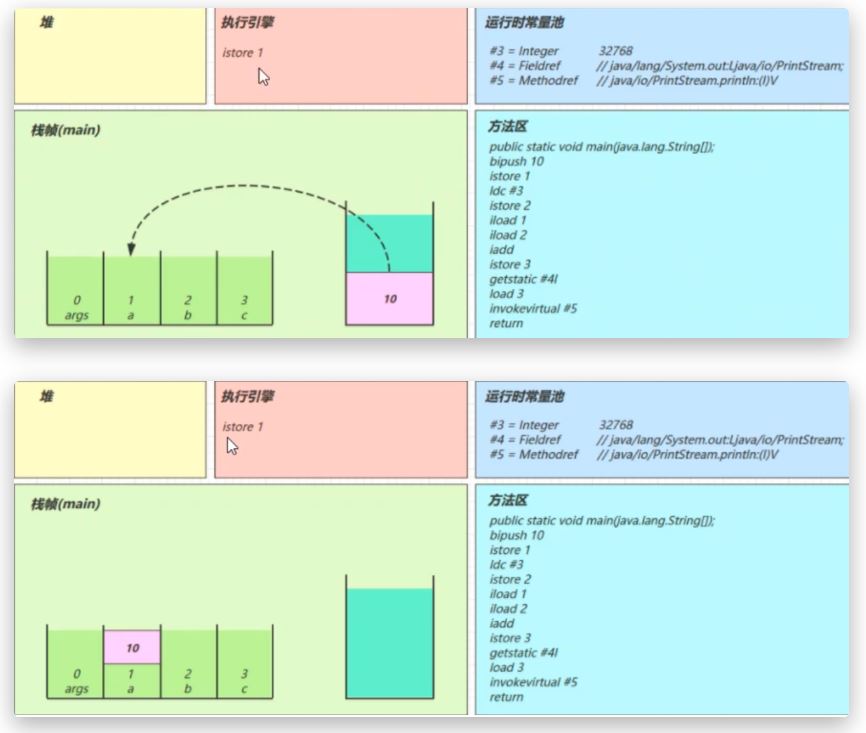 堆
执行引擎
istore 1
运行时常量池
#3 = Integer 32768
#4 = Fieldref // java/lang/System.out:Ljava/io/PrintStream;
#5 = Methodref // java/io/PrintStream.println:(I)V
栈帧(main)
10
0 1 2 3
args a b c
方法区
public static void main(java.lang.String[]);
bipush 10
istore 1
ldc #3
istore 2
iload 1
iload 2
iadd
istore 3
getstatic #4l
load 3
invokevirtual #5
return
堆
执行引擎
istore 1
运行时常量池
#3 = Integer 32768
#4 = Fieldref // java/lang/System.out:Ljava/io/PrintStream;
#5 = Methodref // java/io/PrintStream.println:(I)V
栈帧(main)
10
0 1 2 3
args a b c
方法区
public static void main(java.lang.String[]);
bipush 10
istore 1
ldc #3
istore 2
iload 1
iload 2
iadd
istore 3
getstatic #4l
load 3
invokevirtual #5
return